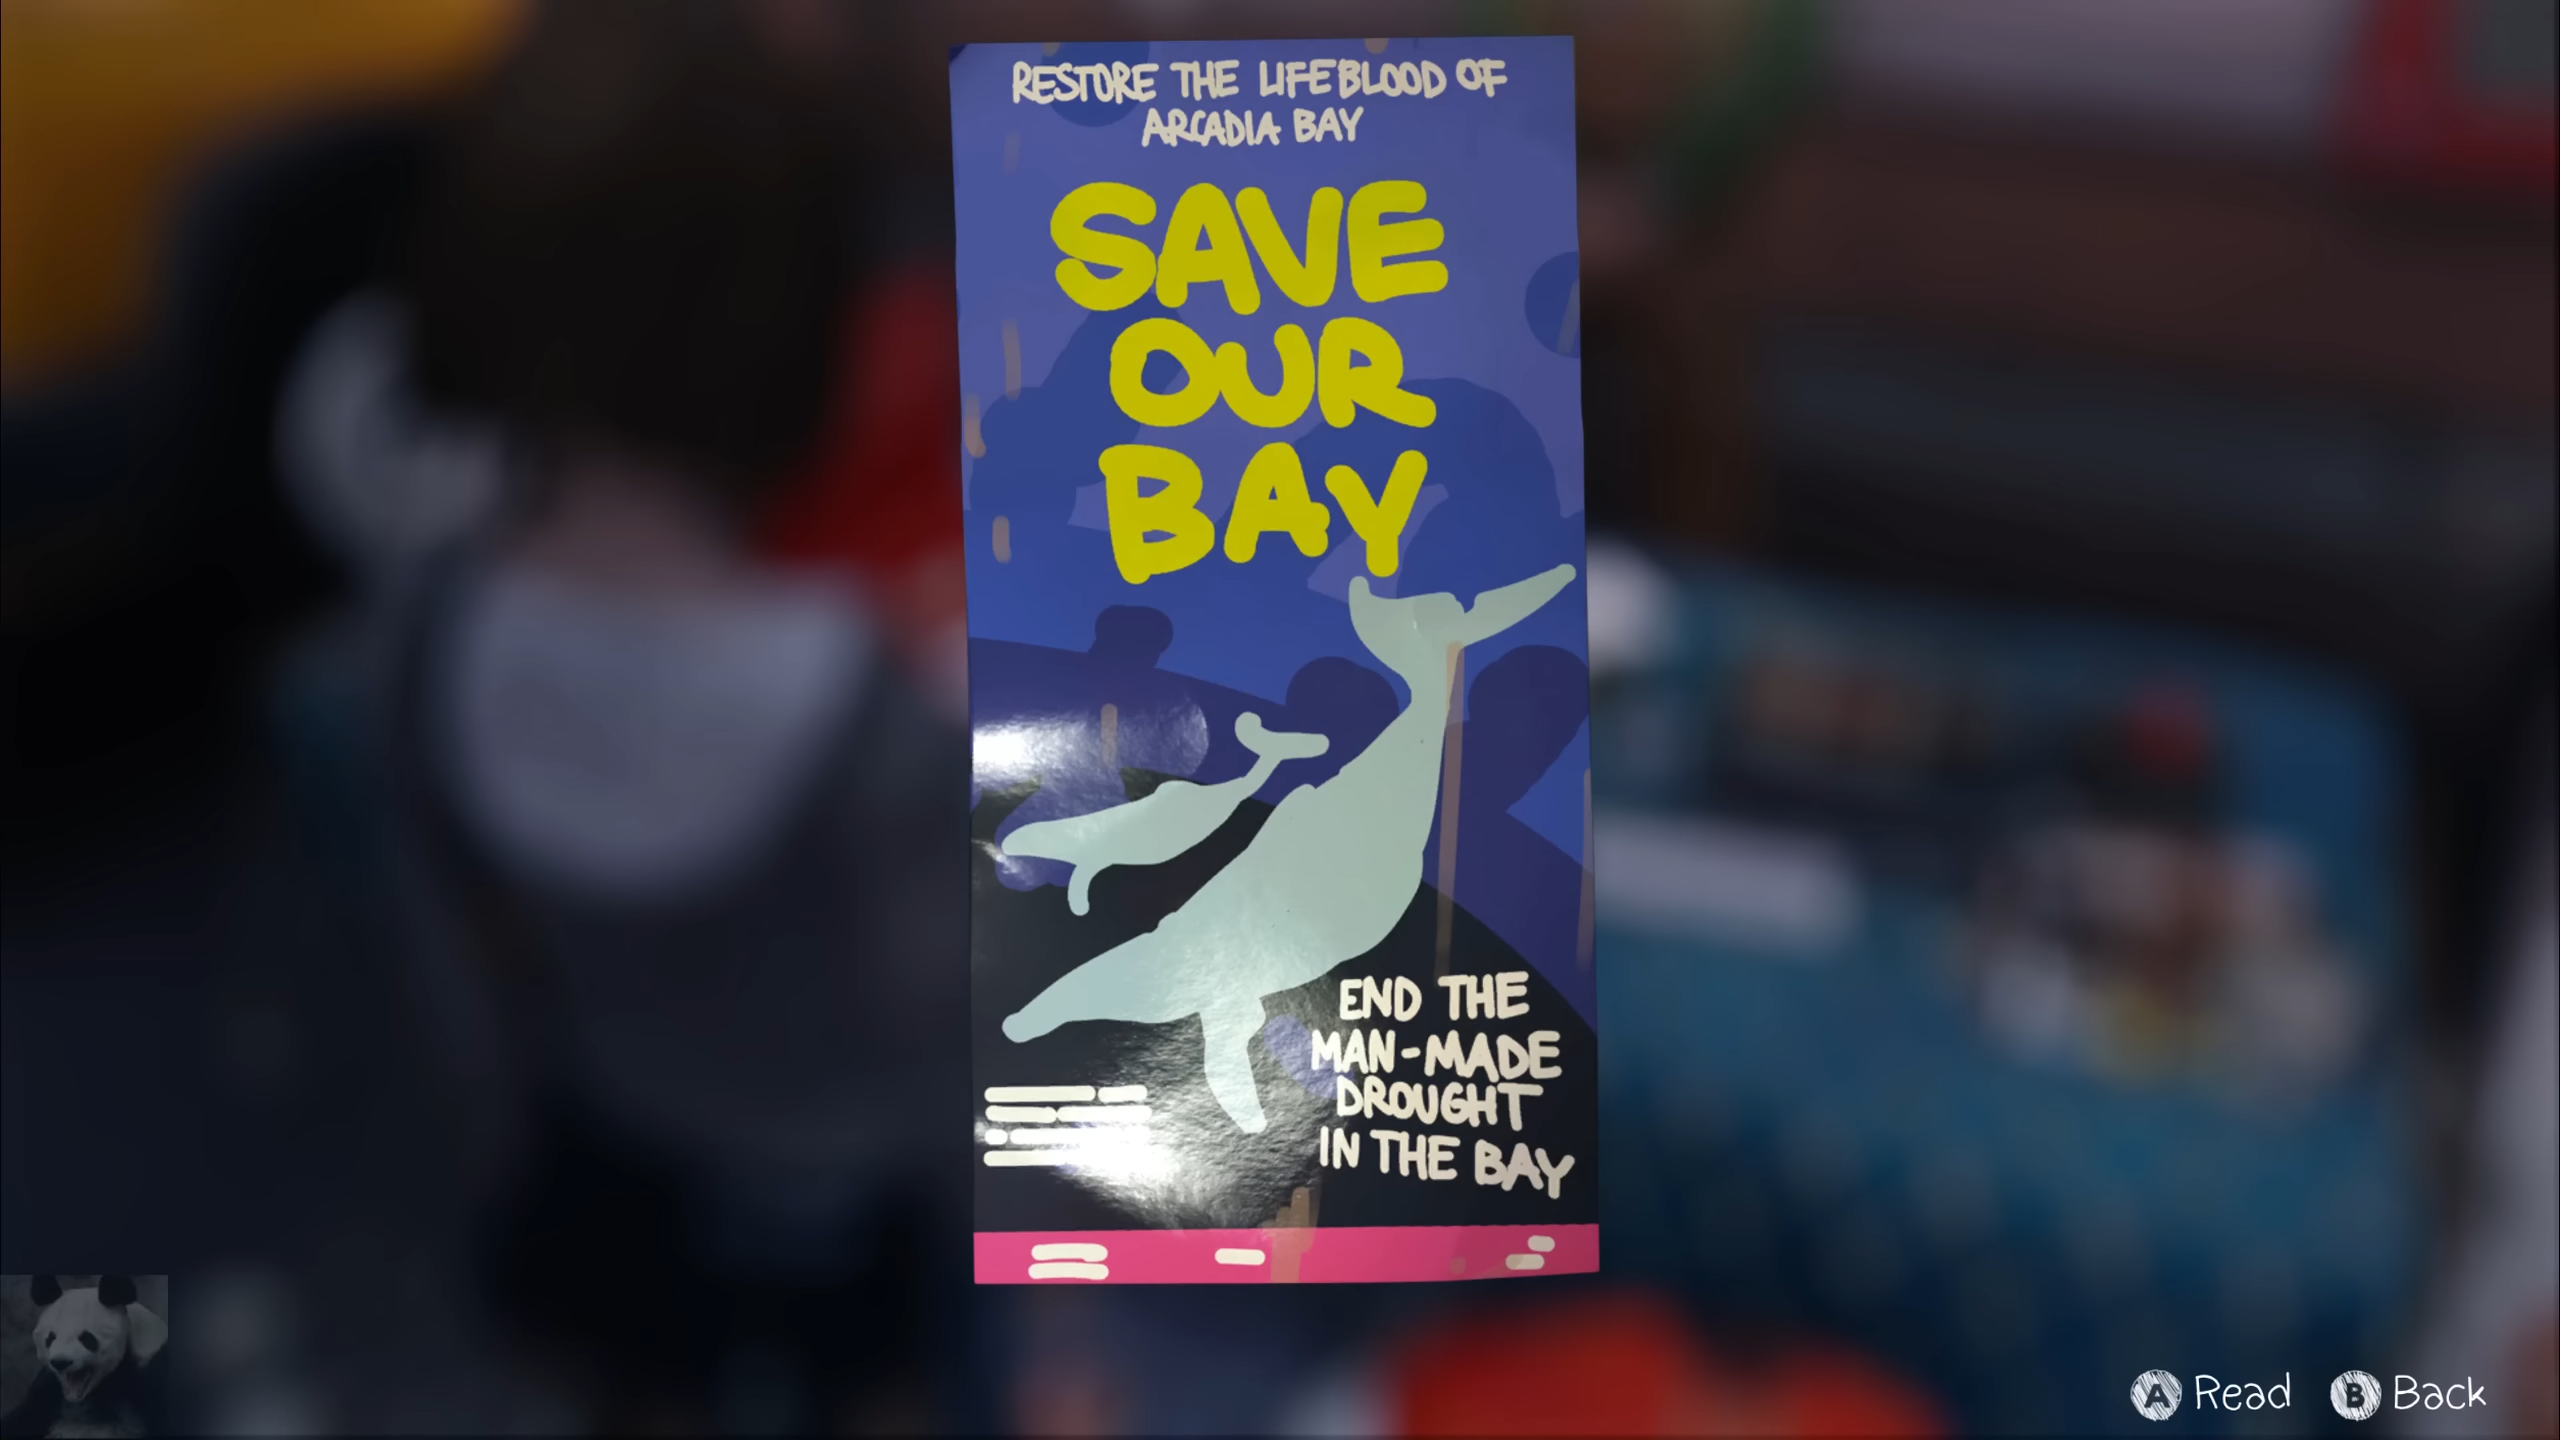 RESTORE THE LIFEBLOOD OF
ARCADIA BAY
SAVE
OUR
BAY
END THE
MAN-MADE
DROUGHT
IN THE BAY
A Read B Back